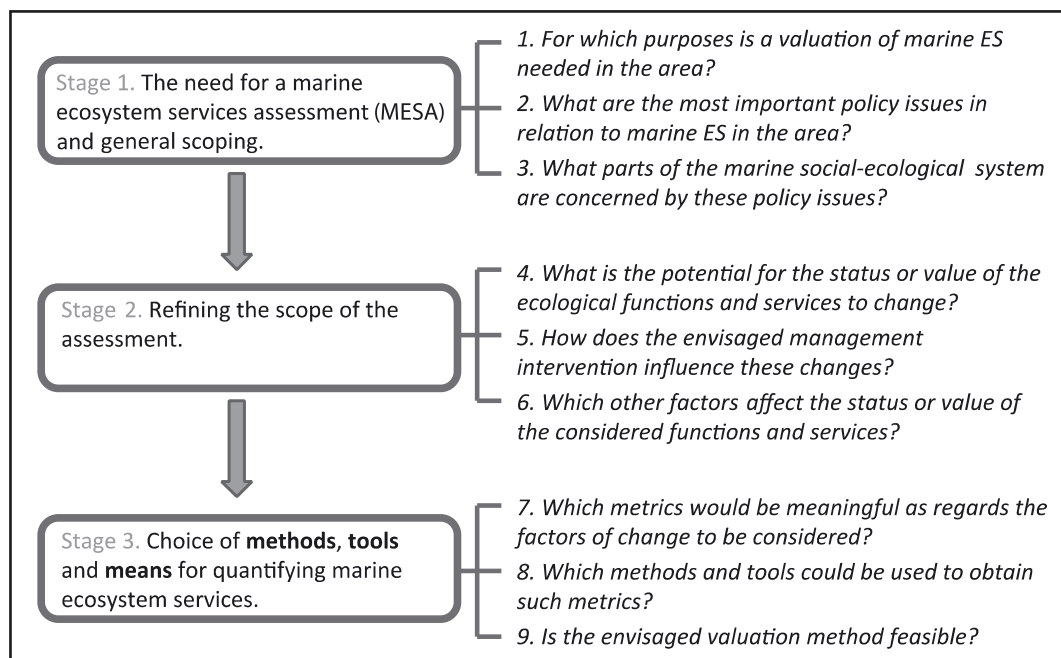 Stage 1. The need for a marine
ecosystem services assessment (MESA)
and general scoping.
1. For which purposes is a valuation of marine ES
needed in the area?
2. What are the most important policy issues in
relation to marine ES in the area?
3. What parts of the marine social-ecological system
are concerned by these policy issues?
Stage 2. Refining the scope of the
assessment.
4. What is the potential for the status or value of the
ecological functions and services to change?
5. How does the envisaged management
intervention influence these changes?
6. Which other factors affect the status or value of
the considered functions and services?
Stage 3. Choice of methods, tools
and means for quantifying marine
ecosystem services.
7. Which metrics would be meaningful as regards the
factors of change to be considered?
8. Which methods and tools could be used to obtain
such metrics?
9. Is the envisaged valuation method feasible?